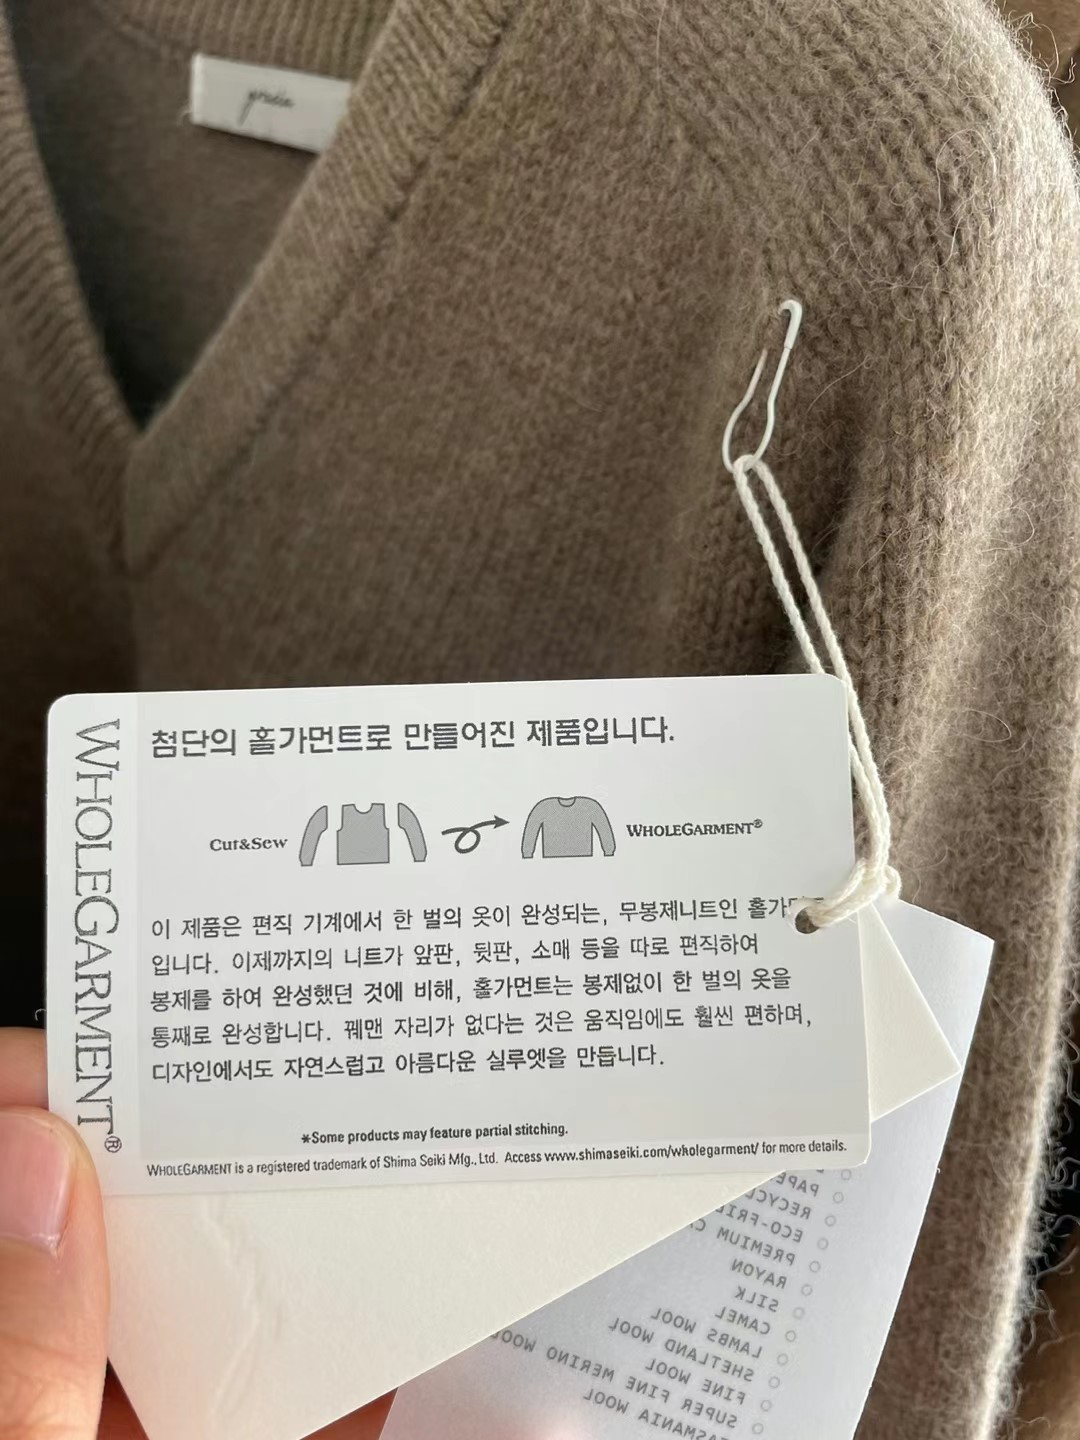 WHOLEGARMENT®
첨단의 홀가먼트로 만들어진 제품입니다.
Cut&Sew
WHOLEGARMENT®
이 제품은 편직 기계에서 한 벌의 옷이 완성되는, 무봉제니트인
입니다. 이제까지의 니트가 앞판, 뒷판, 소매 등을 따로 편직하여
봉제를 하여 완성했던 것에 비해, 홀가먼트는 봉제없이 한 벌의 옷을
통째로 완성합니다. 꿰맨 자리가 없다는 것은 움직임에도 훨씬 편하며,
디자인에서도 자연스럽고 아름다운 실루엣을 만듭니다.
*Some products may feature partial stitching.
WHOLEGARMENT is a registered trademark of Shima Seiki Mfg., Ltd. Access www.shimaseiki.com/wholegarment/ for more details.
PREMIUM
RAYON
SILK
CAMEL
LAMBS WOOL
SHETLAND WOOL
FINE WOOL
SUPER FINE MERINO WOOL
WOOL